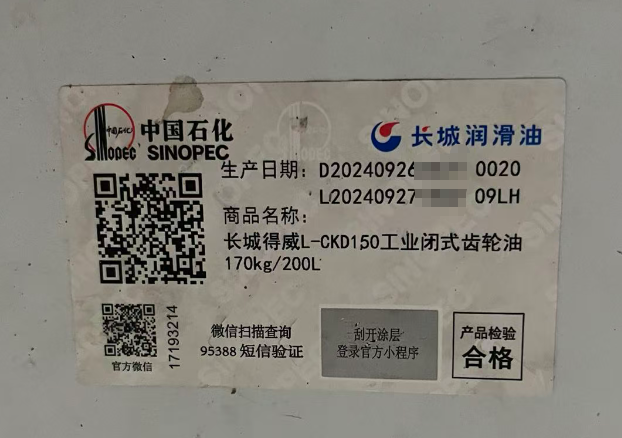 中国石化
SINOPEC
长城润滑油
生产日期：D20240926 0020
L20240927 09LH
商品名称：
长城得威L-CKD150工业闭式齿轮油
170kg/200L
官方微信
17193214
微信扫描查询
95388 短信验证
刮开涂层
登录官方小程序
产品检验
合格